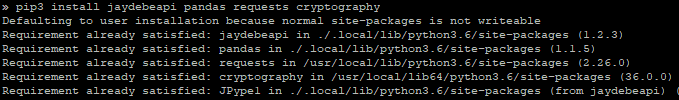 » pip3 install jaydebeapi pandas requests cryptography
Defaulting to user installation because normal site-packages is not writeable
Requirement already satisfied: jaydebeapi in ./.local/lib/python3.6/site-packages (1.2.3)
Requirement already satisfied: pandas in ./.local/lib/python3.6/site-packages (1.1.5)
Requirement already satisfied: requests in /usr/local/lib/python3.6/site-packages (2.26.0)
Requirement already satisfied: cryptography in /usr/local/lib64/python3.6/site-packages (36.0.0)
Requirement already satisfied: JPype1 in ./.local/lib/python3.6/site-packages (from jaydebeapi) (